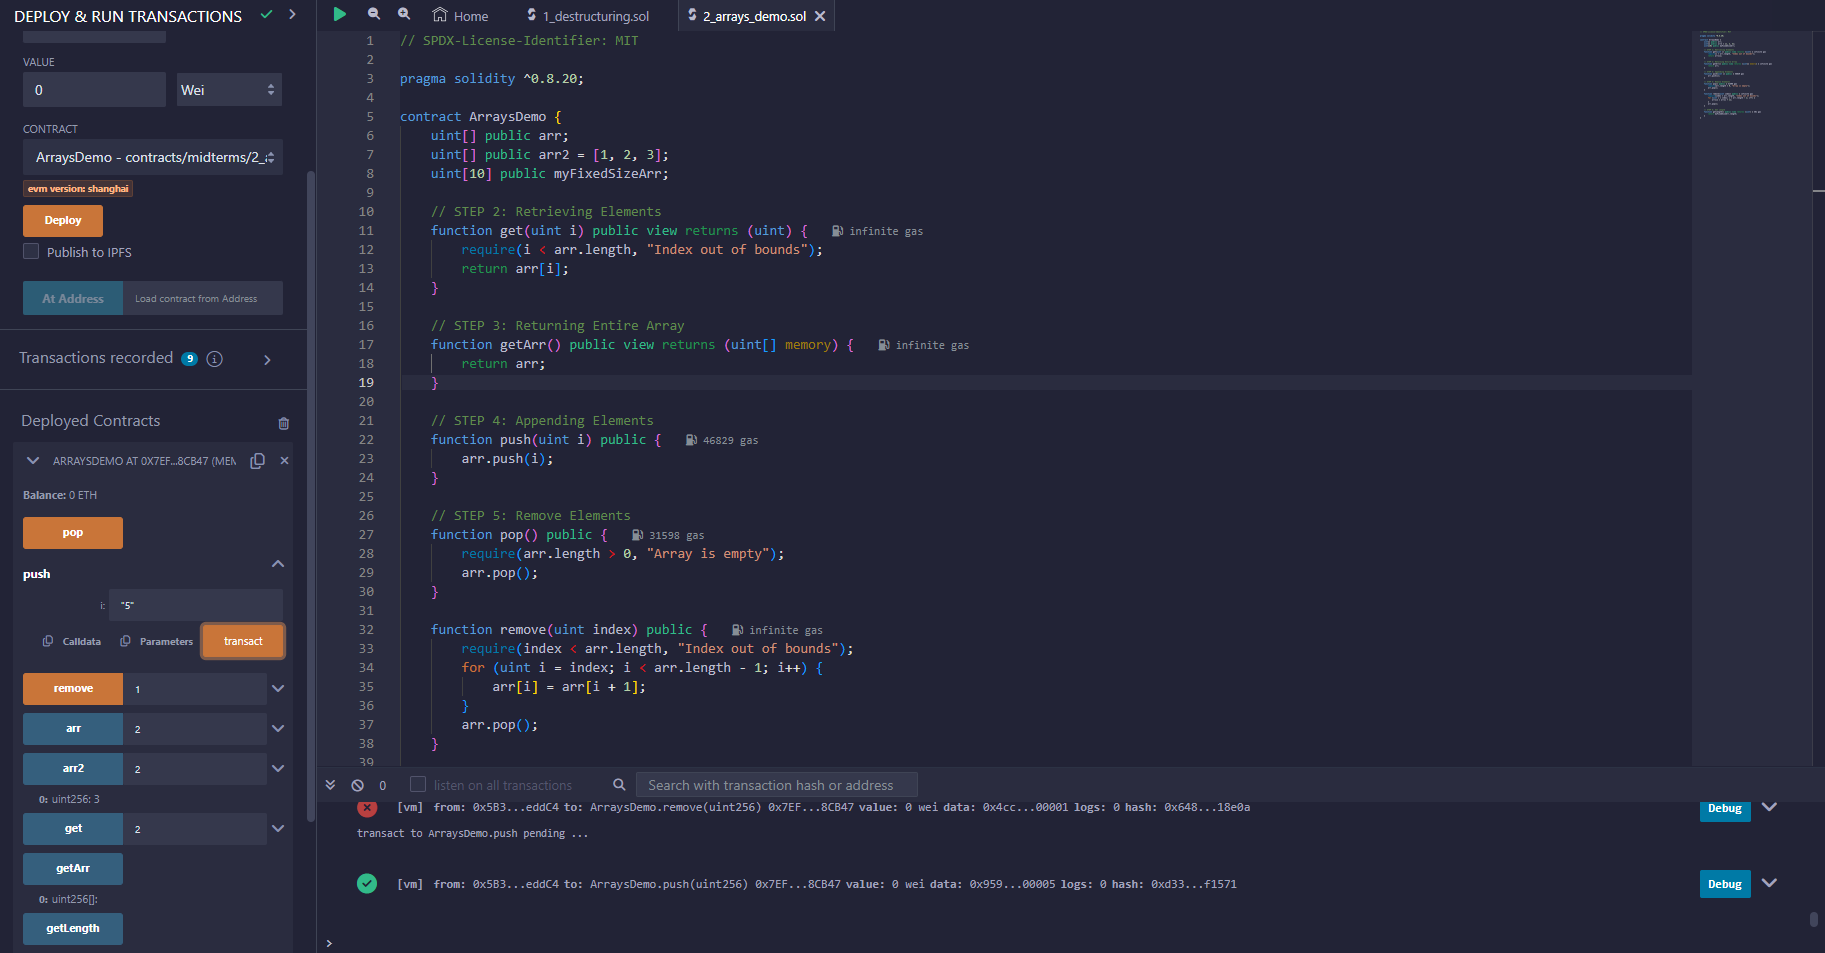 DEPLOY & RUN TRANSACTIONS
VALUE
0
Wei
CONTRACT
ArraysDemo - contracts/midterms/2_a
evm version: shanghai
Deploy
Publish to IPFS
At Address
Load contract from Address
Transactions recorded 9 i
Deployed Contracts
ARRAYSDEMO AT 0X7EF...8CB47 (MEM
Balance: 0 ETH
pop
push
i: "5"
Calldata
Parameters
transact
remove 1
arr 2
arr2 2
0: uint256: 3
get 2
getArr
0: uint256[]:
getLength
Home
1_destructuring.sol
2_arrays_demo.sol
1 // SPDX-License-Identifier: MIT
2
3 pragma solidity ^0.8.20;
4
5 contract ArraysDemo {
6 uint[] public arr;
7 uint[] public arr2 = [1, 2, 3];
8 uint[10] public myFixedSizeArr;
9
10 // STEP 2: Retrieving Elements
11 function get(uint i) public view returns (uint) { infinite gas
12 require(i < arr.length, "Index out of bounds");
13 return arr[i];
14 }
15
16 // STEP 3: Returning Entire Array
17 function getArr() public view returns (uint[] memory) { infinite gas
18 return arr;
19 }
20
21 // STEP 4: Appending Elements
22 function push(uint i) public { 46829 gas
23 arr.push(i);
24 }
25
26 // STEP 5: Remove Elements
27 function pop() public { 31598 gas
28 require(arr.length > 0, "Array is empty");
29 arr.pop();
30 }
31
32 function remove(uint index) public { infinite gas
33 require(index < arr.length, "Index out of bounds");
34 for (uint i = index; i < arr.length - 1; i++) {
35 arr[i] = arr[i + 1];
36 }
37 arr.pop();
38 }
39
0
listen on all transactions
Search with transaction hash or address
[vm] from: 0x5B3...eddC4 to: ArraysDemo.remove(uint256) 0x7EF...8CB47 value: 0 wei data: 0x4cc...00001 logs: 0 hash: 0x648...18e0a
Debug
transact to ArraysDemo.push pending ...
[vm] from: 0x5B3...eddC4 to: ArraysDemo.push(uint256) 0x7EF...8CB47 value: 0 wei data: 0x959...00005 logs: 0 hash: 0xd33...f1571
Debug
>